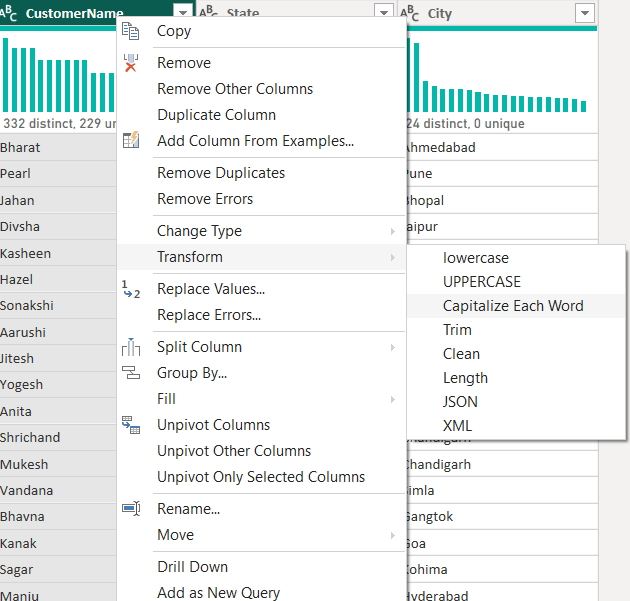 ABC CustomerName
ABC State
ABC City
332 distinct, 229 un
24 distinct, 0 unique
Bharat
Pearl
Jahan
Divsha
Kasheen
Hazel
Sonakshi
Aarushi
Jitesh
Yogesh
Anita
Shrichand
Mukesh
Vandana
Bhavna
Kanak
Sagar
Manju
Copy
Remove
Remove Other Columns
Duplicate Column
Add Column From Examples...
Remove Duplicates
Remove Errors
Change Type
Transform
Replace Values...
Replace Errors...
Split Column
Group By...
Fill
Unpivot Columns
Unpivot Other Columns
Unpivot Only Selected Columns
Rename...
Move
Drill Down
Add as New Query
lowercase
UPPERCASE
Capitalize Each Word
Trim
Clean
Length
JSON
XML
Ahmedabad
Pune
Bhopal
Jaipur
Chandigarh
Simla
Gangtok
Goa
Kohima
Hyderabad